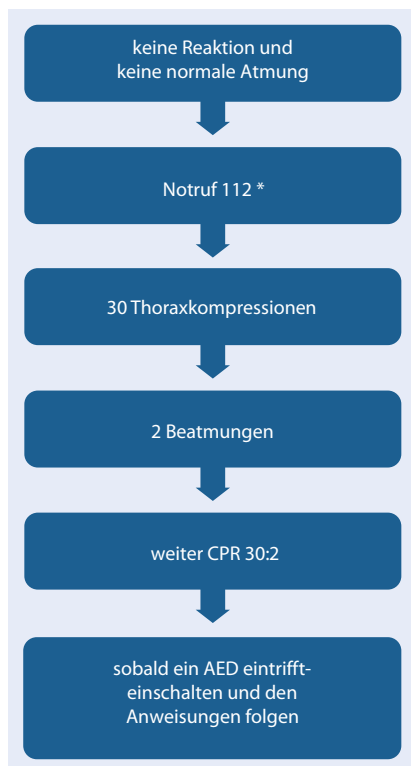 keine Reaktion und
keine normale Atmung
Notruf 112 *
30 Thoraxkompressionen
2 Beatmungen
weiter CPR 30:2
sobald ein AED eintrifft-
einschalten und den
Anweisungen folgen